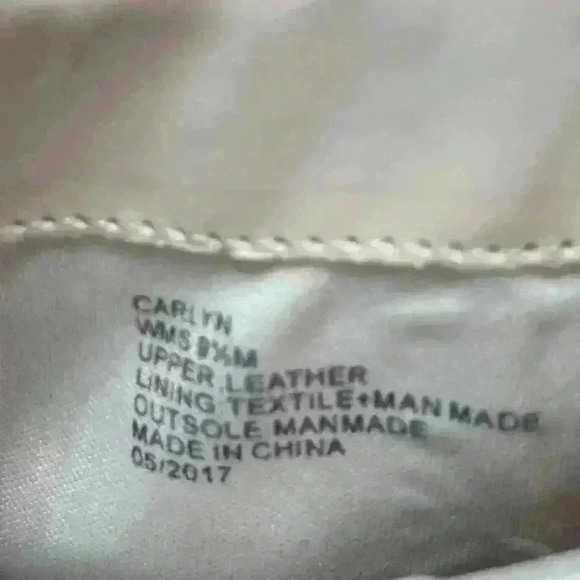 CARLYN
WMS 9½M
UPPER LEATHER
LINING TEXTILE+MAN MADE
OUTSOLE MANMADE
MADE IN CHINA
05/2017